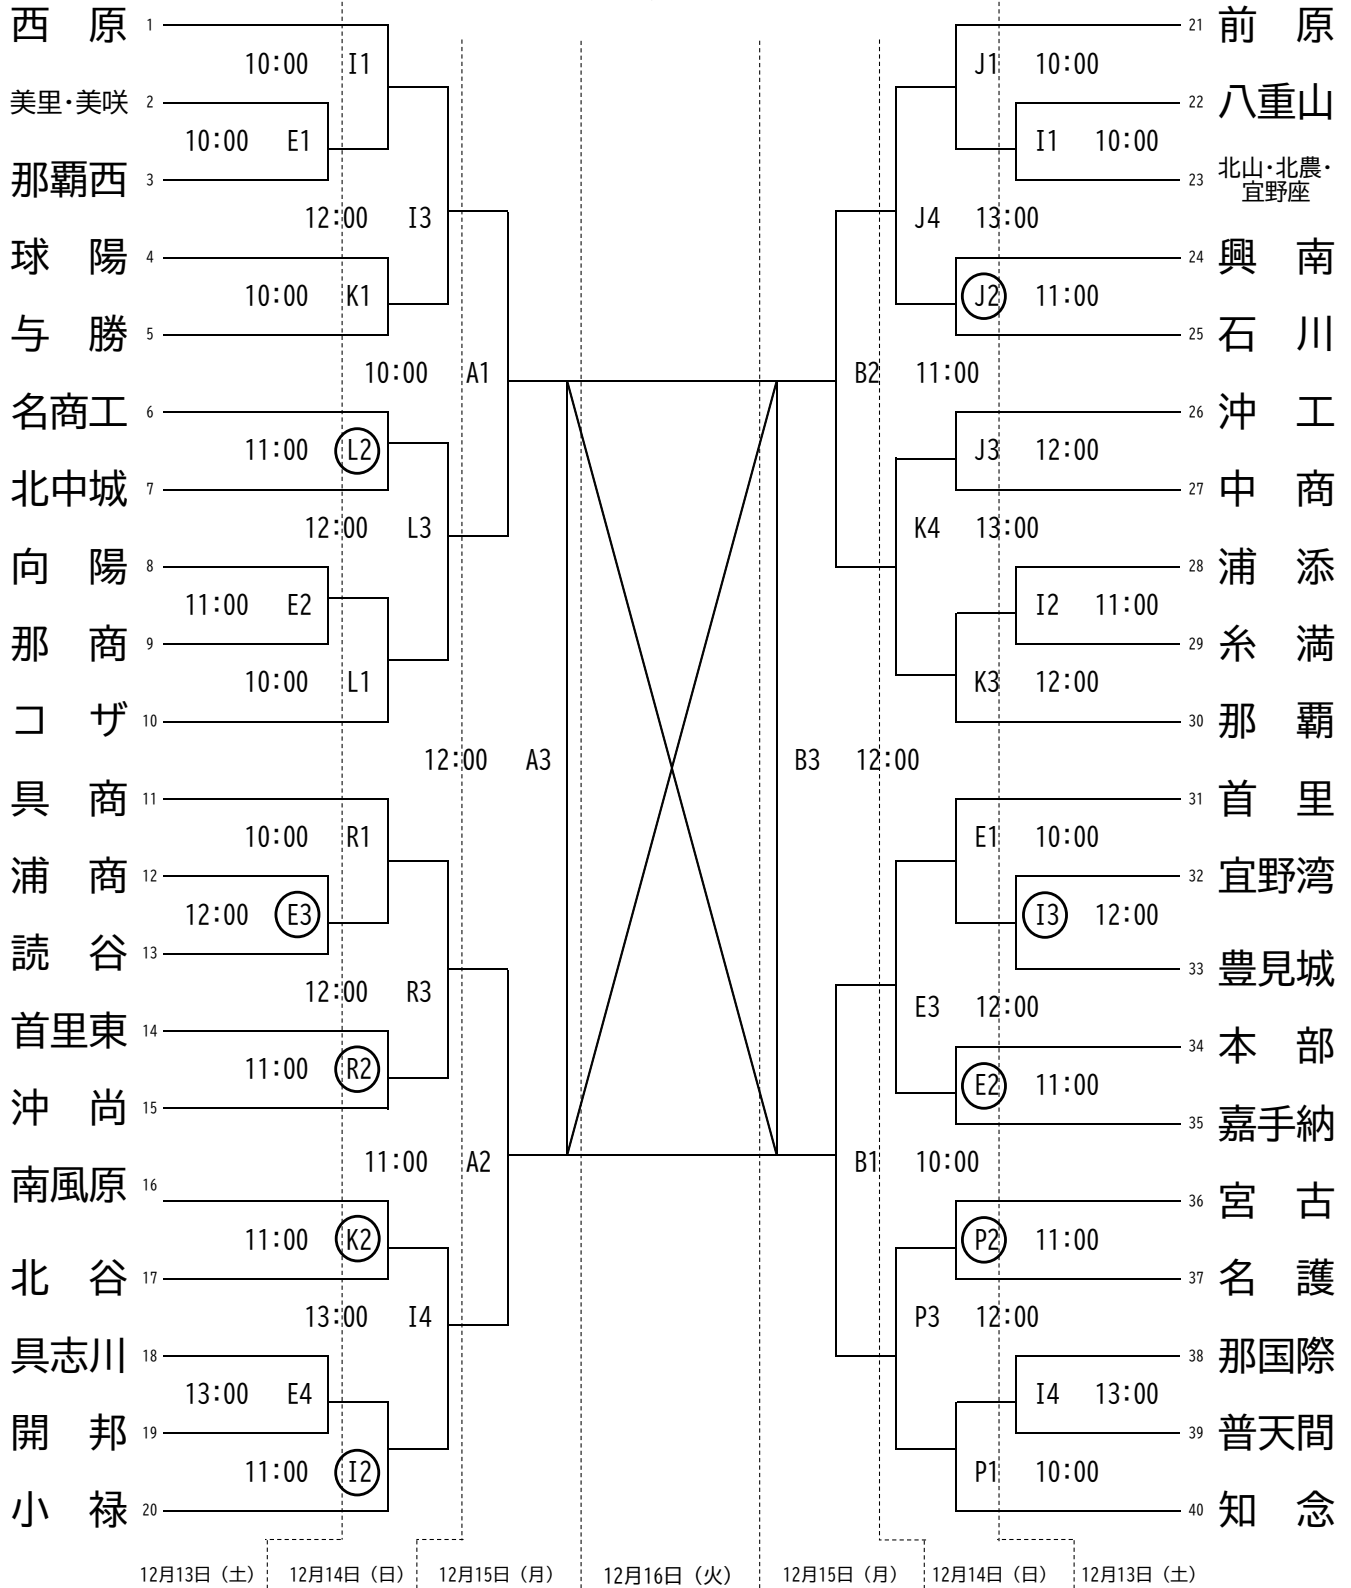 西　原 1
10:00 I1
美里・美咲 2
10:00 E1
那覇西 3
12:00 I3
球　陽 4
10:00 K1
与　勝 5
10:00 A1
名商工 6
11:00 L2
北中城 7
12:00 L3
向　陽 8
11:00 E2
那　商 9
10:00 L1
コ　ザ 10
12:00 A3
具　商 11
10:00 R1
浦　商 12
12:00 E3
読　谷 13
12:00 R3
首里東 14
11:00 R2
沖　尚 15
11:00 A2
南風原 16
11:00 K2
北　谷 17
13:00 I4
具志川 18
13:00 E4
開　邦 19
11:00 I2
小　禄 20
21 前　原
J1 10:00
22 八重山
I1 10:00
23 北山・北農・
宜野座
J4 13:00
24 興　南
J2 11:00
25 石　川
B2 11:00
26 沖　工
J3 12:00
27 中　商
K4 13:00
28 浦　添
I2 11:00
29 糸　満
K3 12:00
30 那　覇
B3 12:00
31 首　里
E1 10:00
32 宜野湾
I3 12:00
33 豊見城
E3 12:00
34 本　部
E2 11:00
35 嘉手納
B1 10:00
36 宮　古
P2 11:00
37 名　護
P3 12:00
38 那国際
I4 13:00
39 普天間
P1 10:00
40 知　念
12月13日（土） 12月14日（日） 12月15日（月） 12月16日（火） 12月15日（月） 12月14日（日） 12月13日（土）